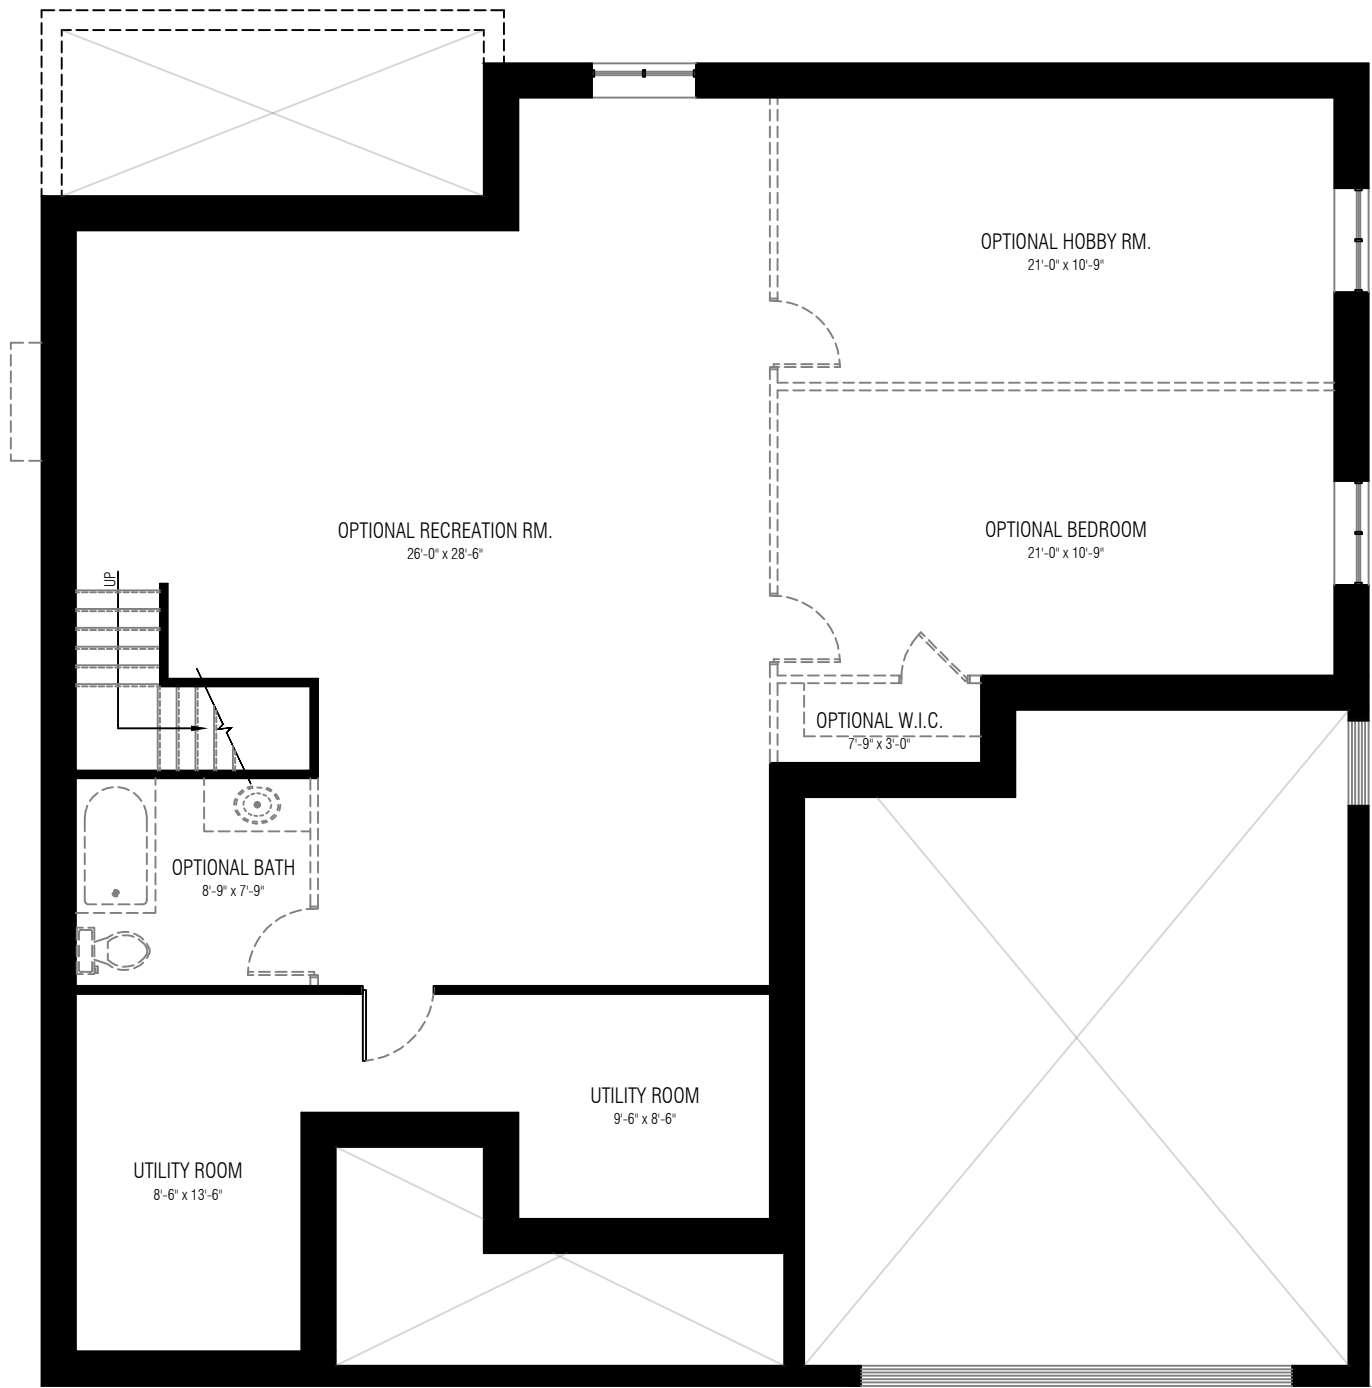 OPTIONAL HOBBY RM.
21'-0" x 10'-9"
OPTIONAL RECREATION RM.
26'-0" x 28'-6"
OPTIONAL BEDROOM
21'-0" x 10'-9"
UP
OPTIONAL W.I.C.
7'-9" x 3'-0"
OPTIONAL BATH
8'-9" x 7'-9"
UTILITY ROOM
9'-6" x 8'-6"
UTILITY ROOM
8'-6" x 13'-6"